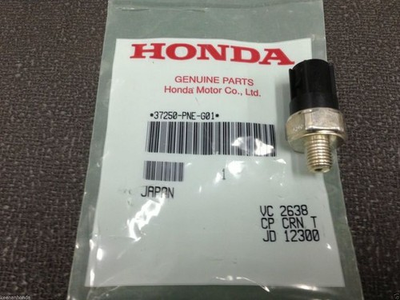 HONDA
GENUINE PARTS
Honda Motor Co., Ltd.
*37250-PNE-G01*
1
JAPAN
VC 2638
CP CRN T
JD 12300